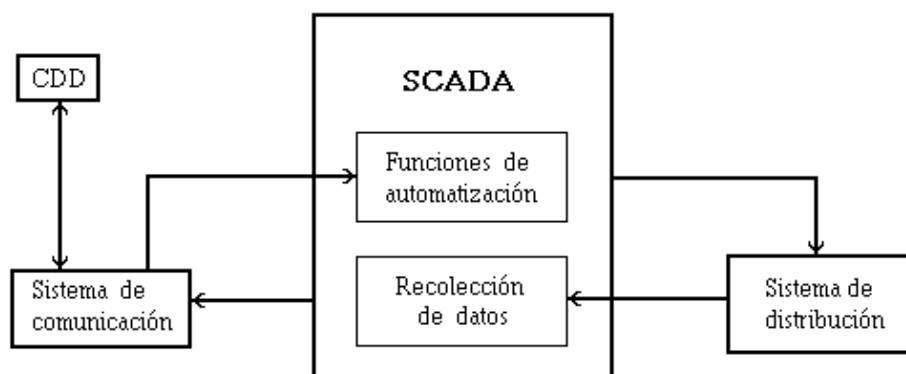 CDD
SCADA
Funciones de
automatización
Sistema de
comunicación
Recolección
de datos
Sistema de
distribución